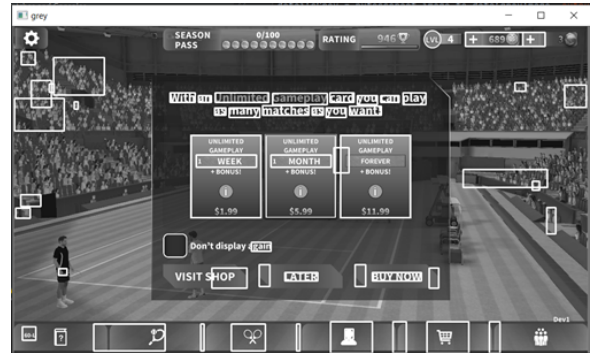 grey
SEASON PASS
0/100
RATING
946
LVL 4
+ 689 +
With an Unlimited Gameplay card you can play
as many matches as you want.
UNLIMITED
GAMEPLAY
1 WEEK
+ BONUS!
i
$1.99
UNLIMITED
GAMEPLAY
1 MONTH
+ BONUS!
i
$5.99
UNLIMITED
GAMEPLAY
FOREVER
+ BONUS!
i
$11.99
Don't display again
VISIT SHOP
LATER
BUY NOW
Dev1
?